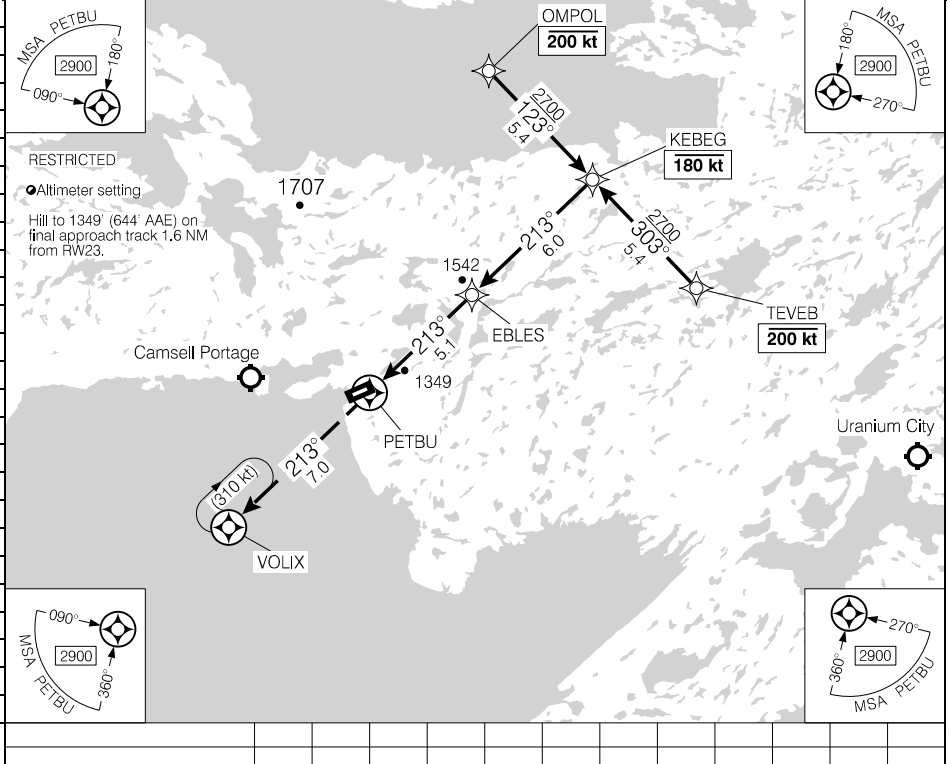 MSA PETBU
180°
2900
090°
OMPOL
200 kt
MSA PETBU
180°
2900
270°
2700
123°
5.4
KEBEG
180 kt
RESTRICTED
Altimeter setting
Hill to 1349' (644' AAE) on
final approach track 1.6 NM
from RW23.
1707
213°
6.0
2700
303°
5.4
1542
EBLES
TEVEB
200 kt
213°
5.1
Camsell Portage
1349
PETBU
Uranium City
213°
7.0
(310 kt)
VOLIX
090°
2900
360°
MSA PETBU
270°
2900
360°
MSA PETBU